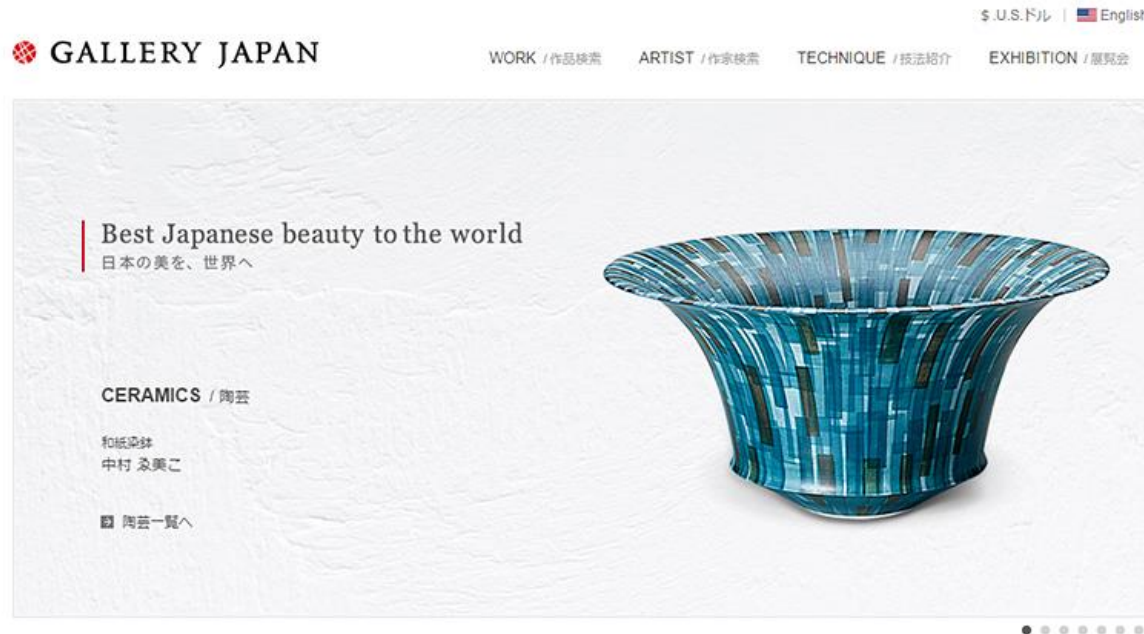 $ .U.S.ドル | English
GALLERY JAPAN
WORK / 作品検索 ARTIST / 作家検索 TECHNIQUE / 技法紹介 EXHIBITION / 展覧会
Best Japanese beauty to the world
日本の美を、世界へ
CERAMICS / 陶芸
和紙染鉢
中村 ゑ美こ
陶芸一覧へ